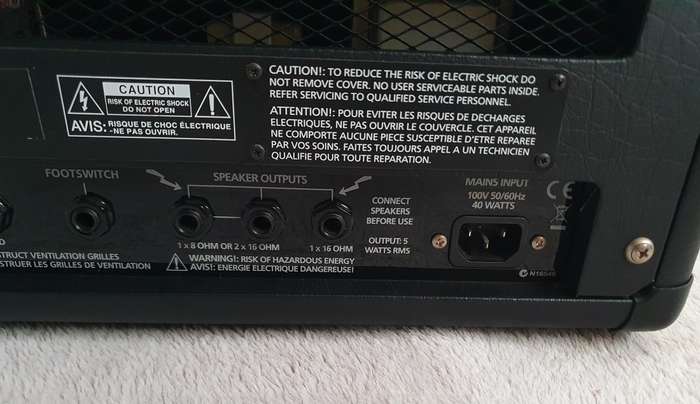 CAUTION
RISK OF ELECTRIC SHOCK
DO NOT OPEN
AVIS: RISQUE DE CHOC ÉLECTRIQUE
-NE PAS OUVRIR.
CAUTION!: TO REDUCE THE RISK OF ELECTRIC SHOCK DO
NOT REMOVE COVER. NO USER SERVICEABLE PARTS INSIDE.
REFER SERVICING TO QUALIFIED SERVICE PERSONNEL.
ATTENTION!: POUR EVITER LES RISQUES DE DECHARGES
ELECTRIQUES, NE PAS OUVRIR LE COUVERCLE. CET APPAREIL
NE COMPORTE AUCUNE PIECE SUSCEPTIBLE D'ETRE REPAREE
PAR VOS SOINS. FAITES TOUJOURS APPEL A UN TECHNICIEN
QUALIFIE POUR TOUTE REPARATION.
FOOTSWITCH
SPEAKER OUTPUTS
1 x 8 OHM OR 2 x 16 OHM
1 x 16 OHM
CONNECT
SPEAKERS
BEFORE USE
OUTPUT: 5
WATTS RMS
MAINS INPUT
100V 50/60Hz
40 WATTS
CE
STRUCT VENTILATION GRILLES
STRUER LES GRILLES DE VENTILATION
WARNING!: RISK OF HAZARDOUS ENERGY
AVIS!: ENERGIE ELECTRIQUE DANGEREUSE!